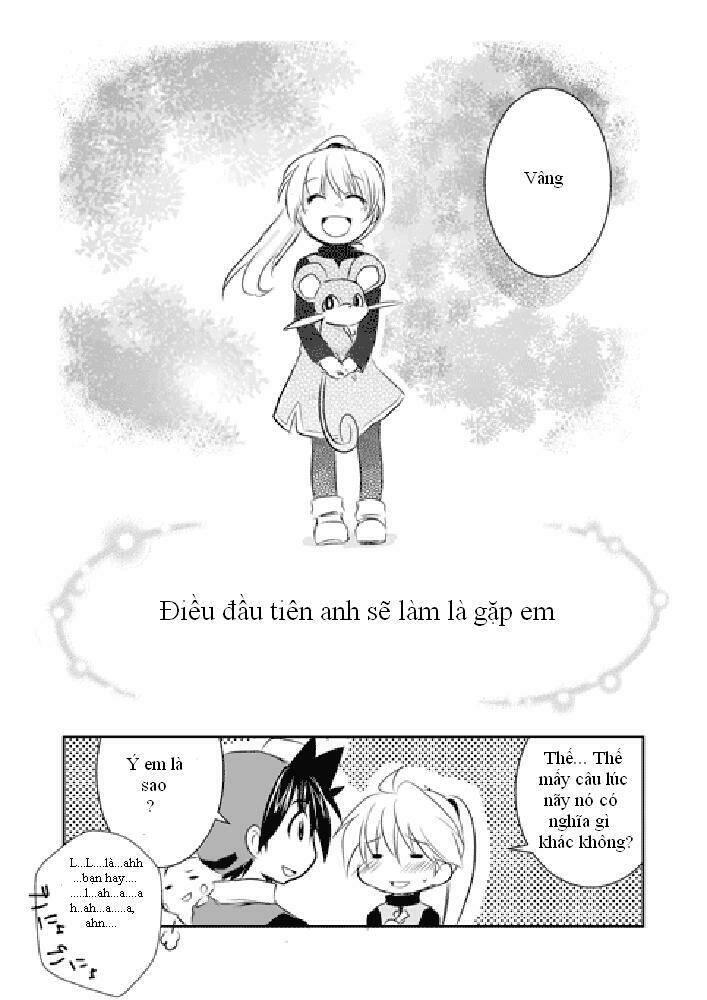 Vâng
Điều đầu tiên anh sẽ làm là gặp em
Thế... Thế
mấy câu lúc
nãy nó có
nghĩa gì
khác không?
Ý em là
sao
?
L...L....là...ahh
...bạn hay....
.....l...ah...a....a
h..ah...a.....a,
ahn....